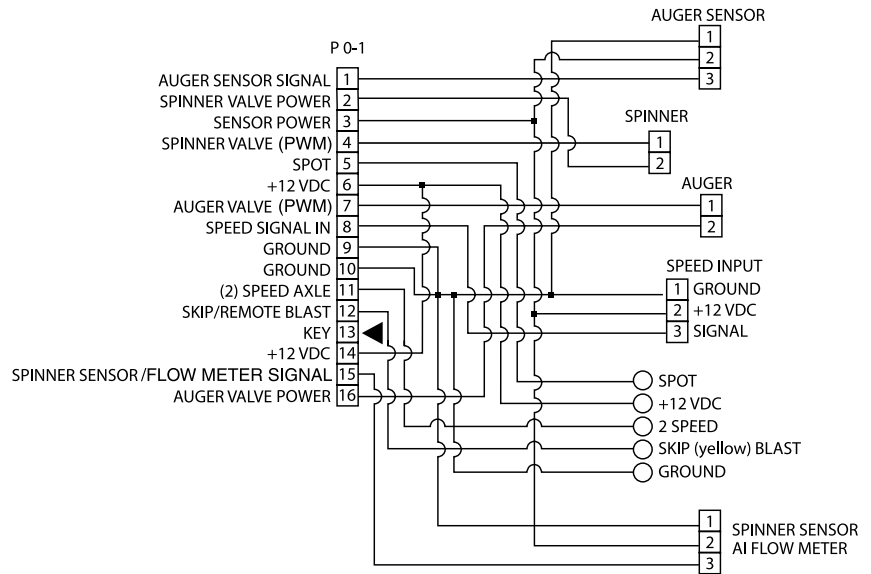 AUGER SENSOR
1
2
3
P 0-1
AUGER SENSOR SIGNAL 1
SPINNER VALVE POWER 2
SENSOR POWER 3
SPINNER VALVE (PWM) 4
SPOT 5
+12 VDC 6
AUGER VALVE (PWM) 7
SPEED SIGNAL IN 8
GROUND 9
GROUND 10
(2) SPEED AXLE 11
SKIP/REMOTE BLAST 12
KEY 13
+12 VDC 14
SPINNER SENSOR /FLOW METER SIGNAL 15
AUGER VALVE POWER 16
SPINNER
1
2
AUGER
1
2
SPEED INPUT
1 GROUND
2 +12 VDC
3 SIGNAL
SPOT
+12 VDC
2 SPEED
SKIP (yellow) BLAST
GROUND
1
2
3
SPINNER SENSOR
AI FLOW METER